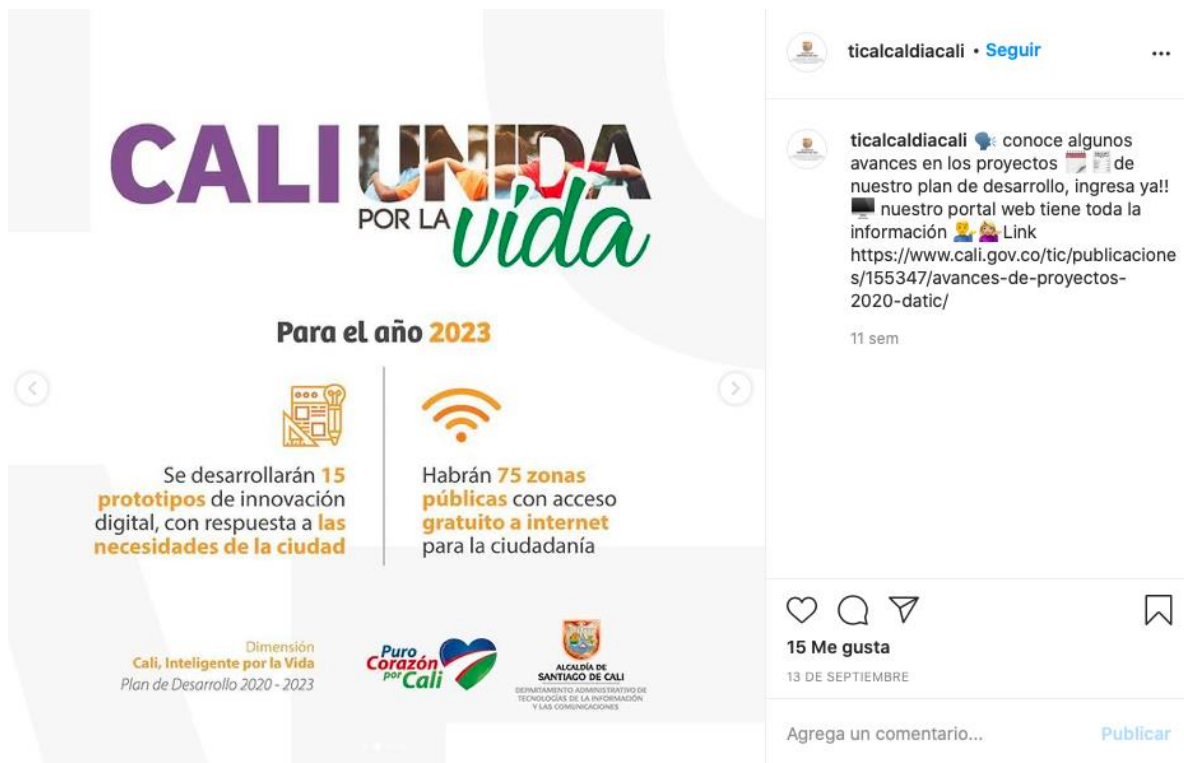 CALI UNIDA
POR LA vida
Para el año 2023
Se desarrollarán 15
prototipos de innovación
digital, con respuesta a las
necesidades de la ciudad
Habrán 75 zonas
públicas con acceso
gratuito a internet
para la ciudadanía
Dimensión
Cali, Inteligente por la Vida
Plan de Desarrollo 2020 - 2023
Puro
Corazón
por Cali
ALCALDÍA DE
SANTIAGO DE CALI
DEPARTAMENTO ADMINISTRATIVO DE
TECNOLOGÍAS DE LA INFORMACIÓN
Y LAS COMUNICACIONES
ticalcaldiacali • Seguir
ticalcaldiacali 🗣️ conoce algunos
avances en los proyectos 🗓️🧾 de
nuestro plan de desarrollo, ingresa ya!!
🖥️ nuestro portal web tiene toda la
información 💁‍♂️💁🏼‍♀️Link
https://www.cali.gov.co/tic/publicacione
s/155347/avances-de-proyectos-
2020-datic/
11 sem
15 Me gusta
13 DE SEPTIEMBRE
Agrega un comentario...
Publicar